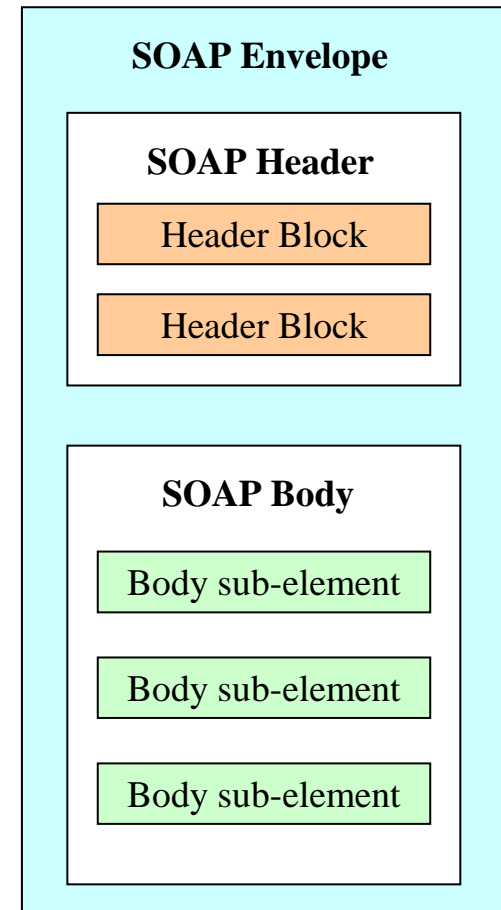 SOAP Envelope
SOAP Header
Header Block
Header Block
SOAP Body
Body sub-element
Body sub-element
Body sub-element